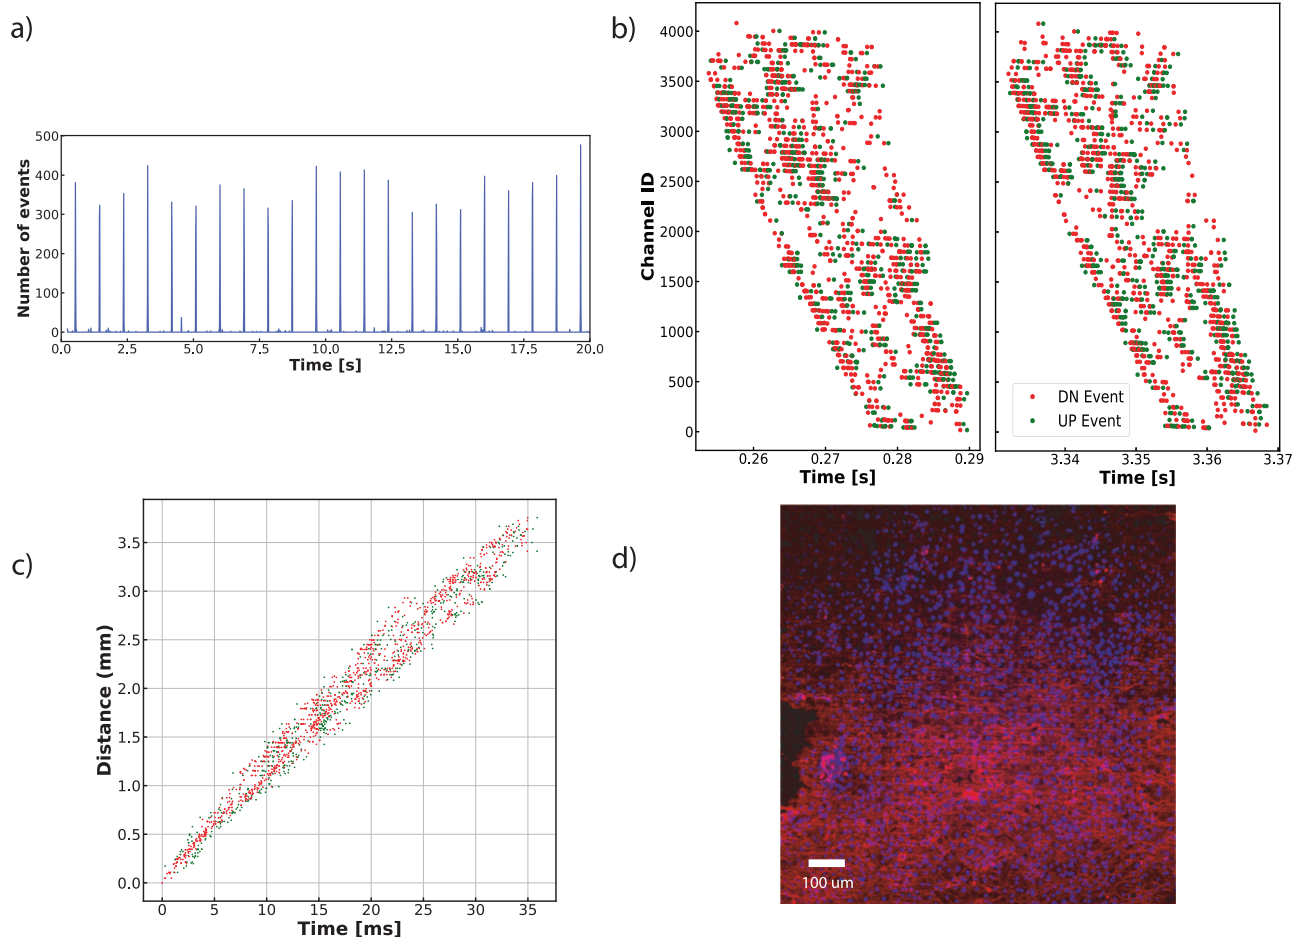 a)
500
400
300
200
300
0
0.0 2.5 5.0 7.5 10.0 12.5 15.0 17.5 20.0
Number of events
Time [s]
b)
4000
3500
3000
2500
2000
1500
1000
500
0
Channel ID
0.26 0.27 0.28 0.29
Time [s]
DN Event
UP Event
3.34 3.35 3.36 3.37
Time [s]
c)
3.5
3.0
2.5
2.0
1.5
1.0
0.5
0.0
Distance (mm)
0 5 10 15 20 25 30 35
Time [ms]
d)
100 um